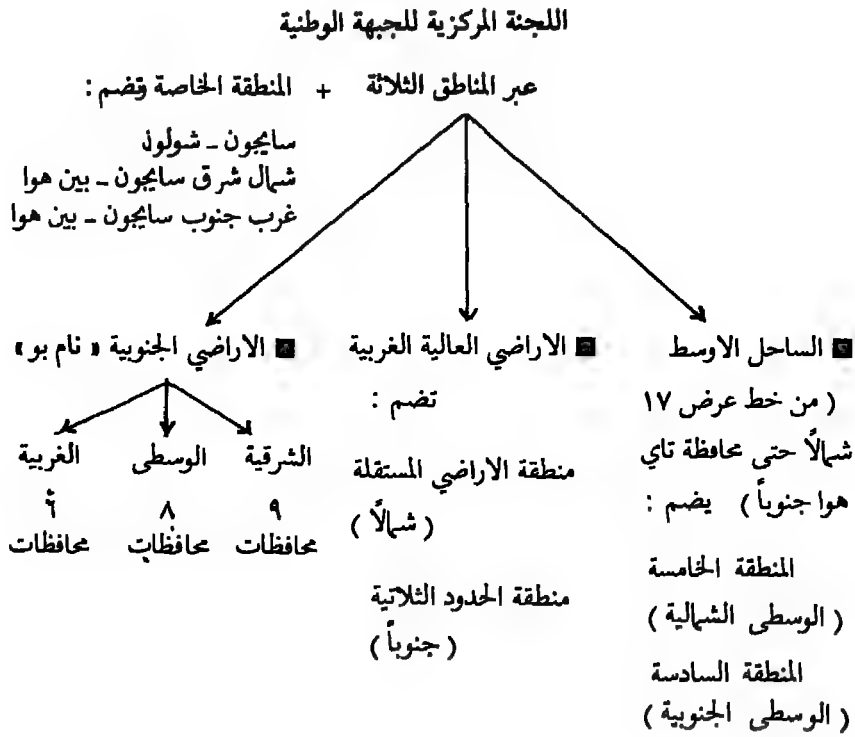 اللجنة المركزية للجبهة الوطنية
عبر المناطق الثلاثة + المنطقة الخاصة وتضم :
سايجون ـ شولون
شمال شرق سايجون ـ بين هوا
غرب جنوب سايجون ـ بين هوا
الساحل الاوسط
( من خط عرض ١٧
شمالاً حتى محافظة تاي
هوا جنوباً ) يضم :
المنطقة الخامسة
( الوسطى الشمالية )
المنطقة السادسة
( الوسطى الجنوبية )
الاراضي العالية الغربية
تضم :
منطقة الاراضي المستقلة
( شمالاً )
منطقة الحدود الثلاثية
( جنوباً )
الاراضي الجنوبية « نام بو »
الشرقية الوسطى الغربية
٩ ٨ ٦
محافظات محافظات محافظات